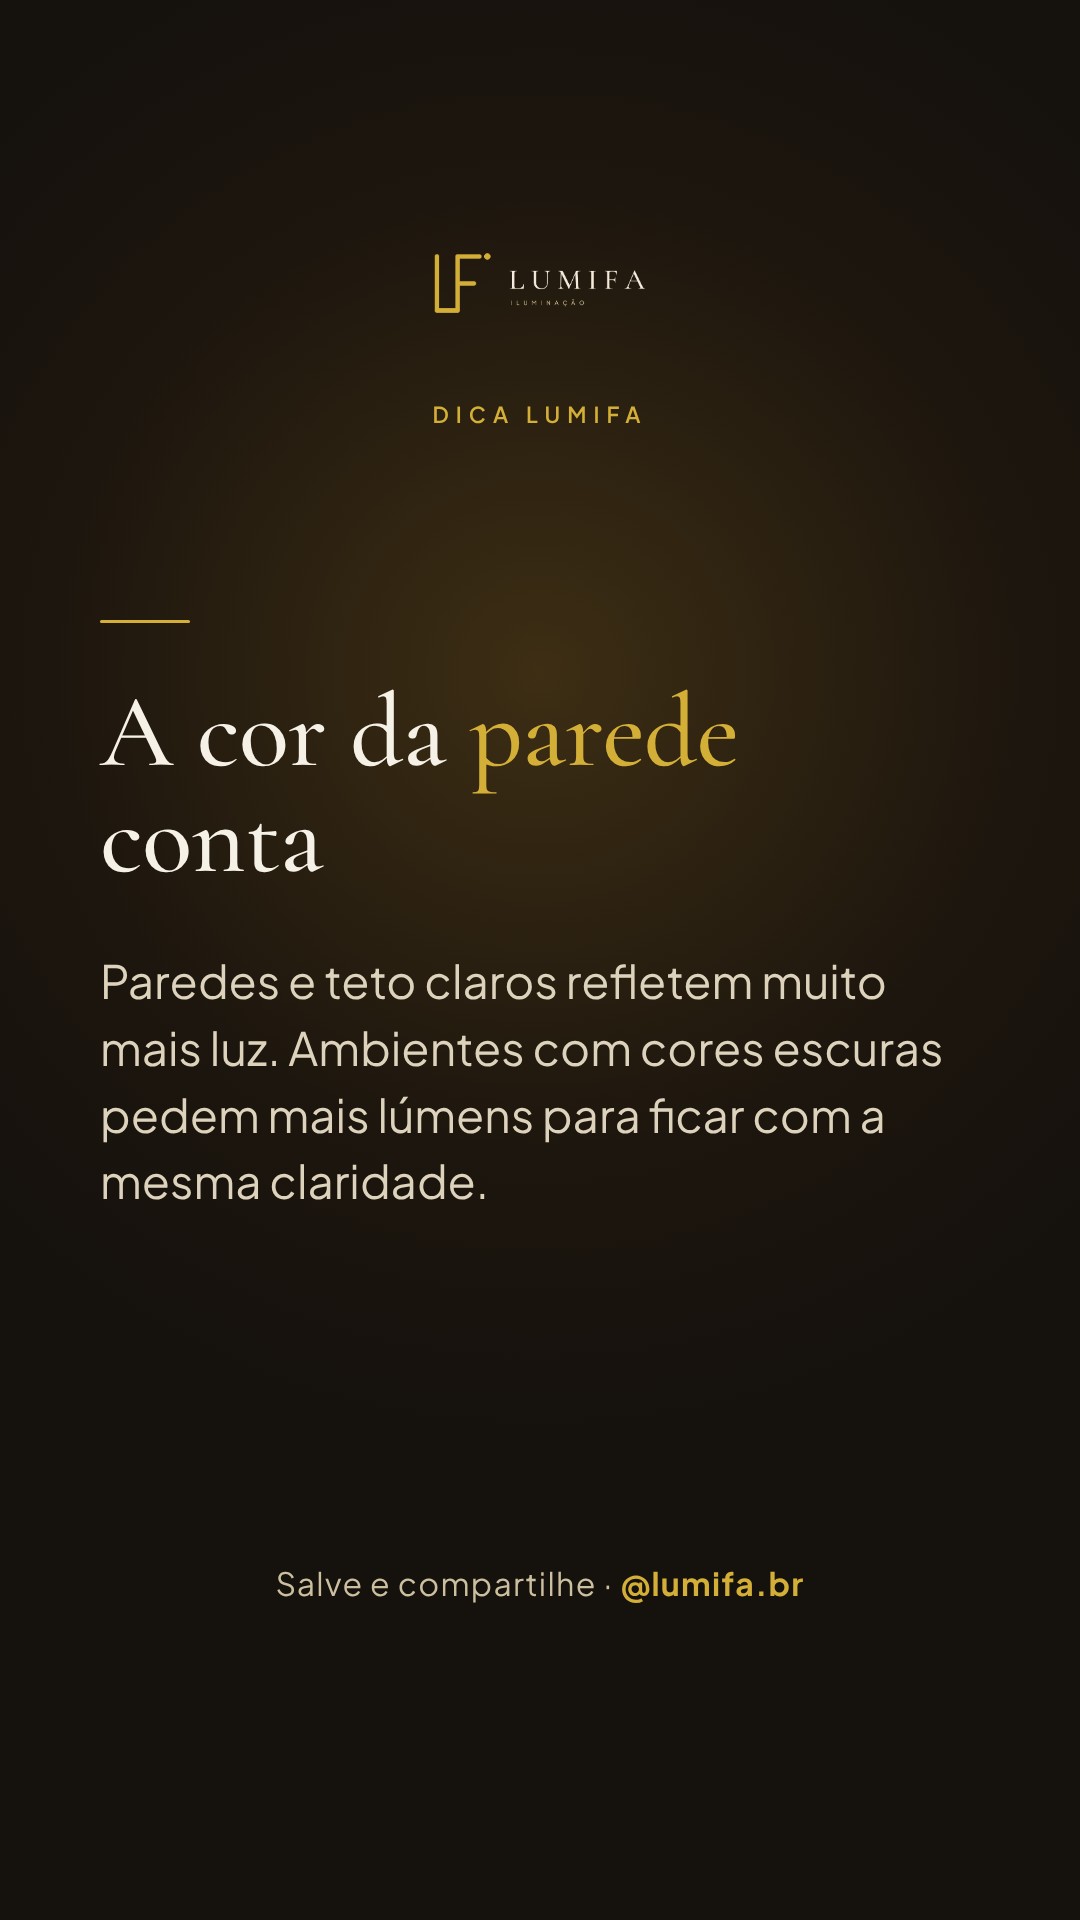 LF
LUMIFA
ILUMINAÇÃO
DICA LUMIFA
A cor da parede
conta
Paredes e teto claros refletem muito
mais luz. Ambientes com cores escuras
pedem mais lúmens para ficar com a
mesma claridade.
Salve e compartilhe · @lumifa.br